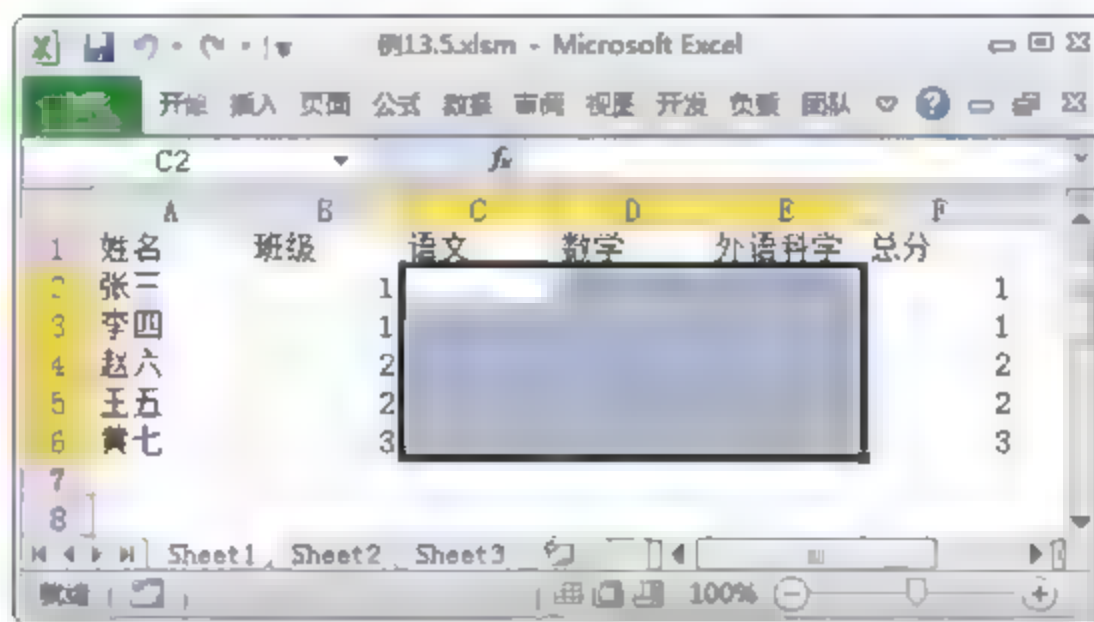 例13.5.xlsm - Microsoft Excel
开始 插入 页面 公式 数据 审阅 视图 开发 负载 团队
C2 fx
A B C D E F
1 姓名 班级 语文 数学 外语科学 总分
2 张三 1 1
3 李四 1 1
4 赵六 2 2
5 王五 2 2
6 黄七 3 3
7
8
Sheet1 Sheet2 Sheet3
就绪 100%